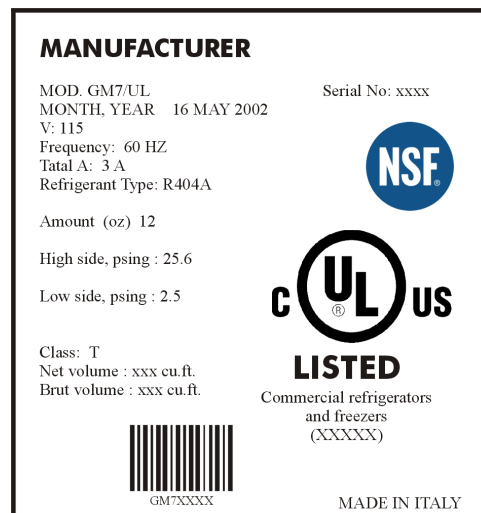 MANUFACTURER
MOD. GM7/UL
Serial No: xxxx
MONTH, YEAR 16 MAY 2002
V: 115
Frequency: 60 HZ
Tatal A: 3 A
Refrigerant Type: R404A
NSF®
Amount (oz) 12
High side, psing : 25.6
Low side, psing : 2.5
C UL® US
LISTED
Class: T
Net volume : xxx cu.ft.
Brut volume : xxx cu.ft.
Commercial refrigerators
and freezers
(XXXXX)
GM7XXXX
MADE IN ITALY